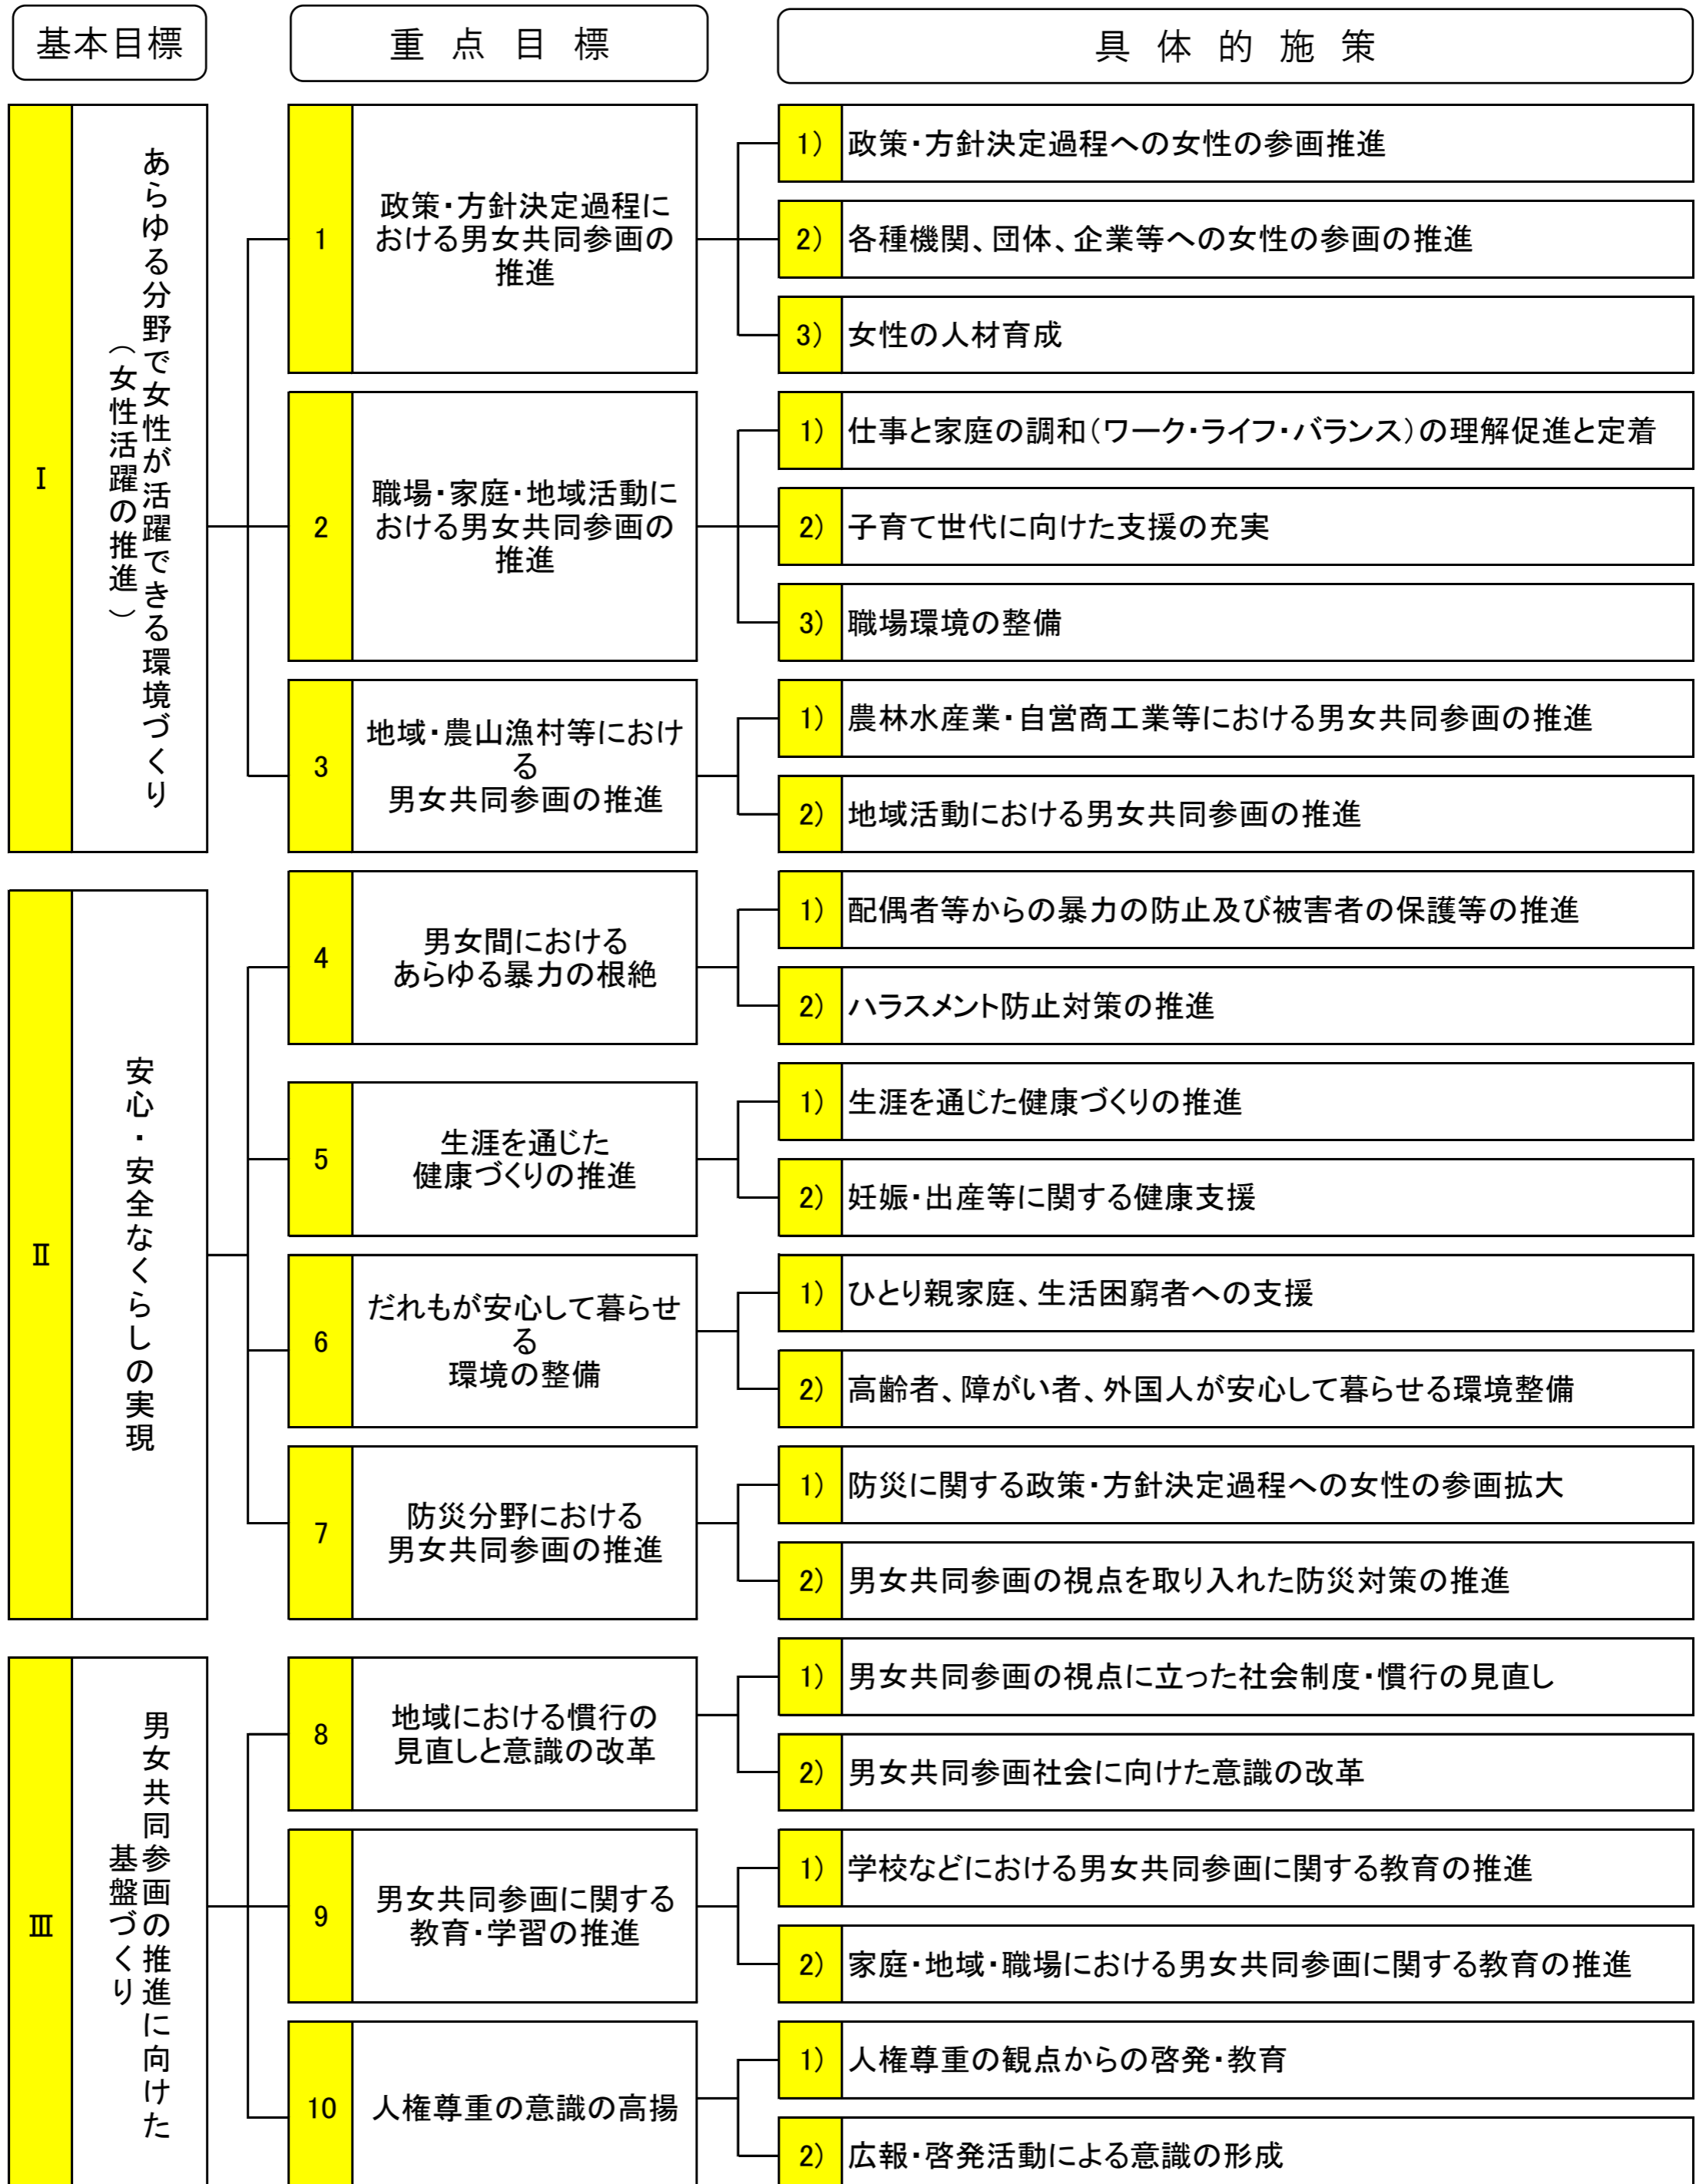 基本目標
重点目標
具体的施策
Ⅰ
あらゆる分野で女性が活躍できる環境づくり
（女性活躍の推進）
1
政策・方針決定過程に
おける男女共同参画の
推進
1）
政策・方針決定過程への女性の参画推進
2）
各種機関、団体、企業等への女性の参画の推進
3）
女性の人材育成
2
職場・家庭・地域活動に
おける男女共同参画の
推進
1）
仕事と家庭の調和（ワーク・ライフ・バランス）の理解促進と定着
2）
子育て世代に向けた支援の充実
3）
職場環境の整備
3
地域・農山漁村等におけ
る
男女共同参画の推進
1）
農林水産業・自営商工業等における男女共同参画の推進
2）
地域活動における男女共同参画の推進
Ⅱ
安心・安全なくらしの実現
4
男女間における
あらゆる暴力の根絶
1）
配偶者等からの暴力の防止及び被害者の保護等の推進
2）
ハラスメント防止対策の推進
5
生涯を通じた
健康づくりの推進
1）
生涯を通じた健康づくりの推進
2）
妊娠・出産等に関する健康支援
6
だれもが安心して暮らせ
る
環境の整備
1）
ひとり親家庭、生活困窮者への支援
2）
高齢者、障がい者、外国人が安心して暮らせる環境整備
7
防災分野における
男女共同参画の推進
1）
防災に関する政策・方針決定過程への女性の参画拡大
2）
男女共同参画の視点を取り入れた防災対策の推進
Ⅲ
男女共同参画の推進に向けた
基盤づくり
8
地域における慣行の
見直しと意識の改革
1）
男女共同参画の視点に立った社会制度・慣行の見直し
2）
男女共同参画社会に向けた意識の改革
9
男女共同参画に関する
教育・学習の推進
1）
学校などにおける男女共同参画に関する教育の推進
2）
家庭・地域・職場における男女共同参画に関する教育の推進
10
人権尊重の意識の高揚
1）
人権尊重の観点からの啓発・教育
2）
広報・啓発活動による意識の形成